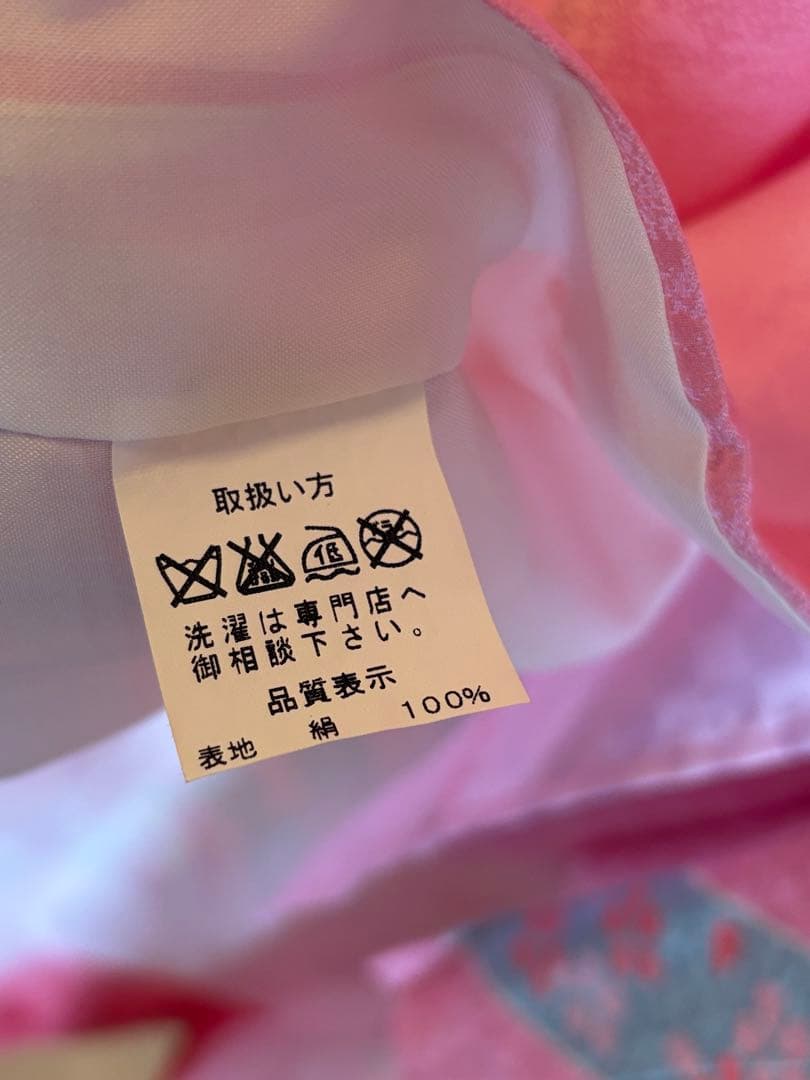 取扱い方
低
洗濯は専門店へ
御相談下さい。
品質表示
表地 絹 100%